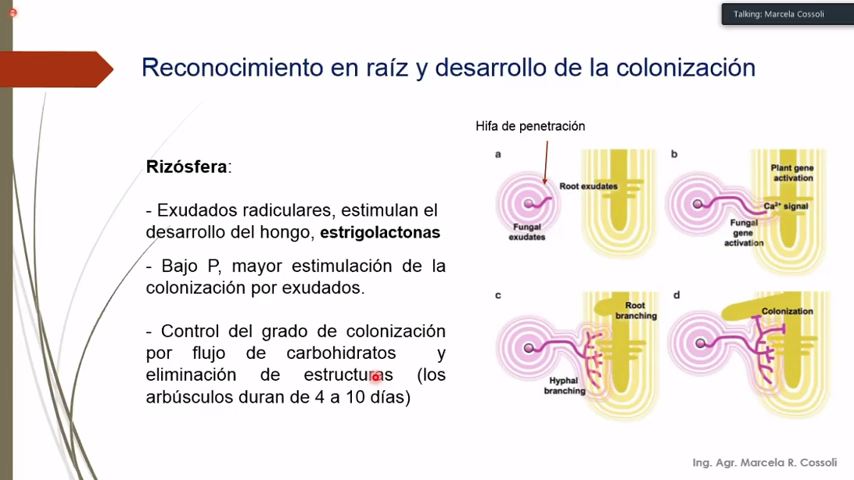 Talking: Marcela Cossoli
Reconocimiento en raíz y desarrollo de la colonización
Rizósfera:
- Exudados radiculares, estimulan el
desarrollo del hongo, estrigolactonas
- Bajo P, mayor estimulación de la
colonización por exudados.
- Control del grado de colonización
por flujo de carbohidratos y
eliminación de estructuras (los
arbúsculos duran de 4 a 10 días)
Hifa de penetración
a
Root exudates
Fungal
exudates
b
Plant gene
activation
Ca²⁺ signal
Fungal
gene
activation
c
Root
branching
Hyphal
branching
d
Colonization
Ing. Agr. Marcela R. Cossoli